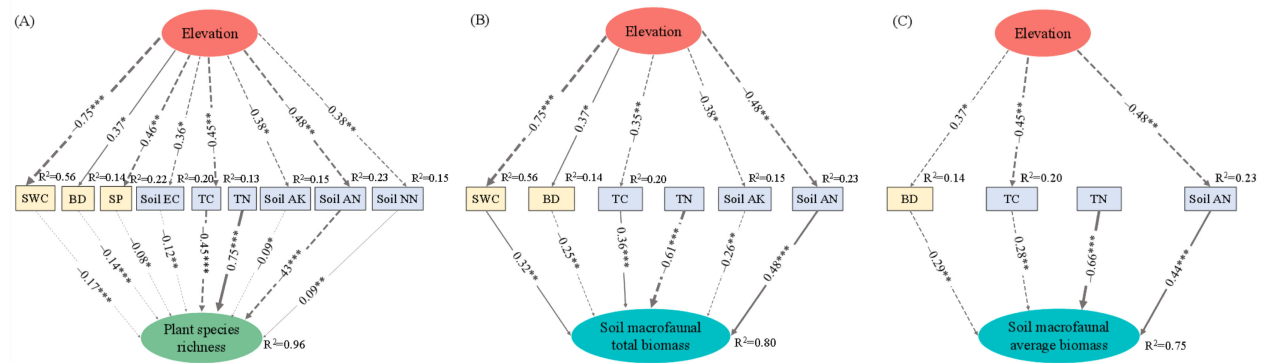 (A)
Elevation
–0.75***
0.37*
–0.46**
–0.36*
–0.45***
–0.38*
–0.48**
–0.38**
R²=0.56
R²=0.14
R²=0.22
R²=0.20
R²=0.13
R²=0.15
R²=0.23
R²=0.15
SWC
BD
SP
Soil EC
TC
TN
Soil AK
Soil AN
Soil NN
–0.17***
–0.14***
–0.08*
–0.12**
–0.45***
0.75***
–0.09*
–43***
0.09**
Plant species
richness
R²=0.96
(B)
Elevation
–0.75***
0.37*
–0.35**
–0.38*
–0.48**
R²=0.56
R²=0.14
R²=0.20
R²=0.15
R²=0.23
SWC
BD
TC
TN
Soil AK
Soil AN
0.32**
–0.25**
0.36***
–0.61***
–0.26**
0.48***
Soil macrofaunal
total biomass
R²=0.80
(C)
Elevation
0.37*
–0.45**
–0.48**
R²=0.14
R²=0.20
R²=0.23
BD
TC
TN
Soil AN
–0.29**
–0.28**
–0.66***
0.44***
Soil macrofaunal
average biomass
R²=0.75